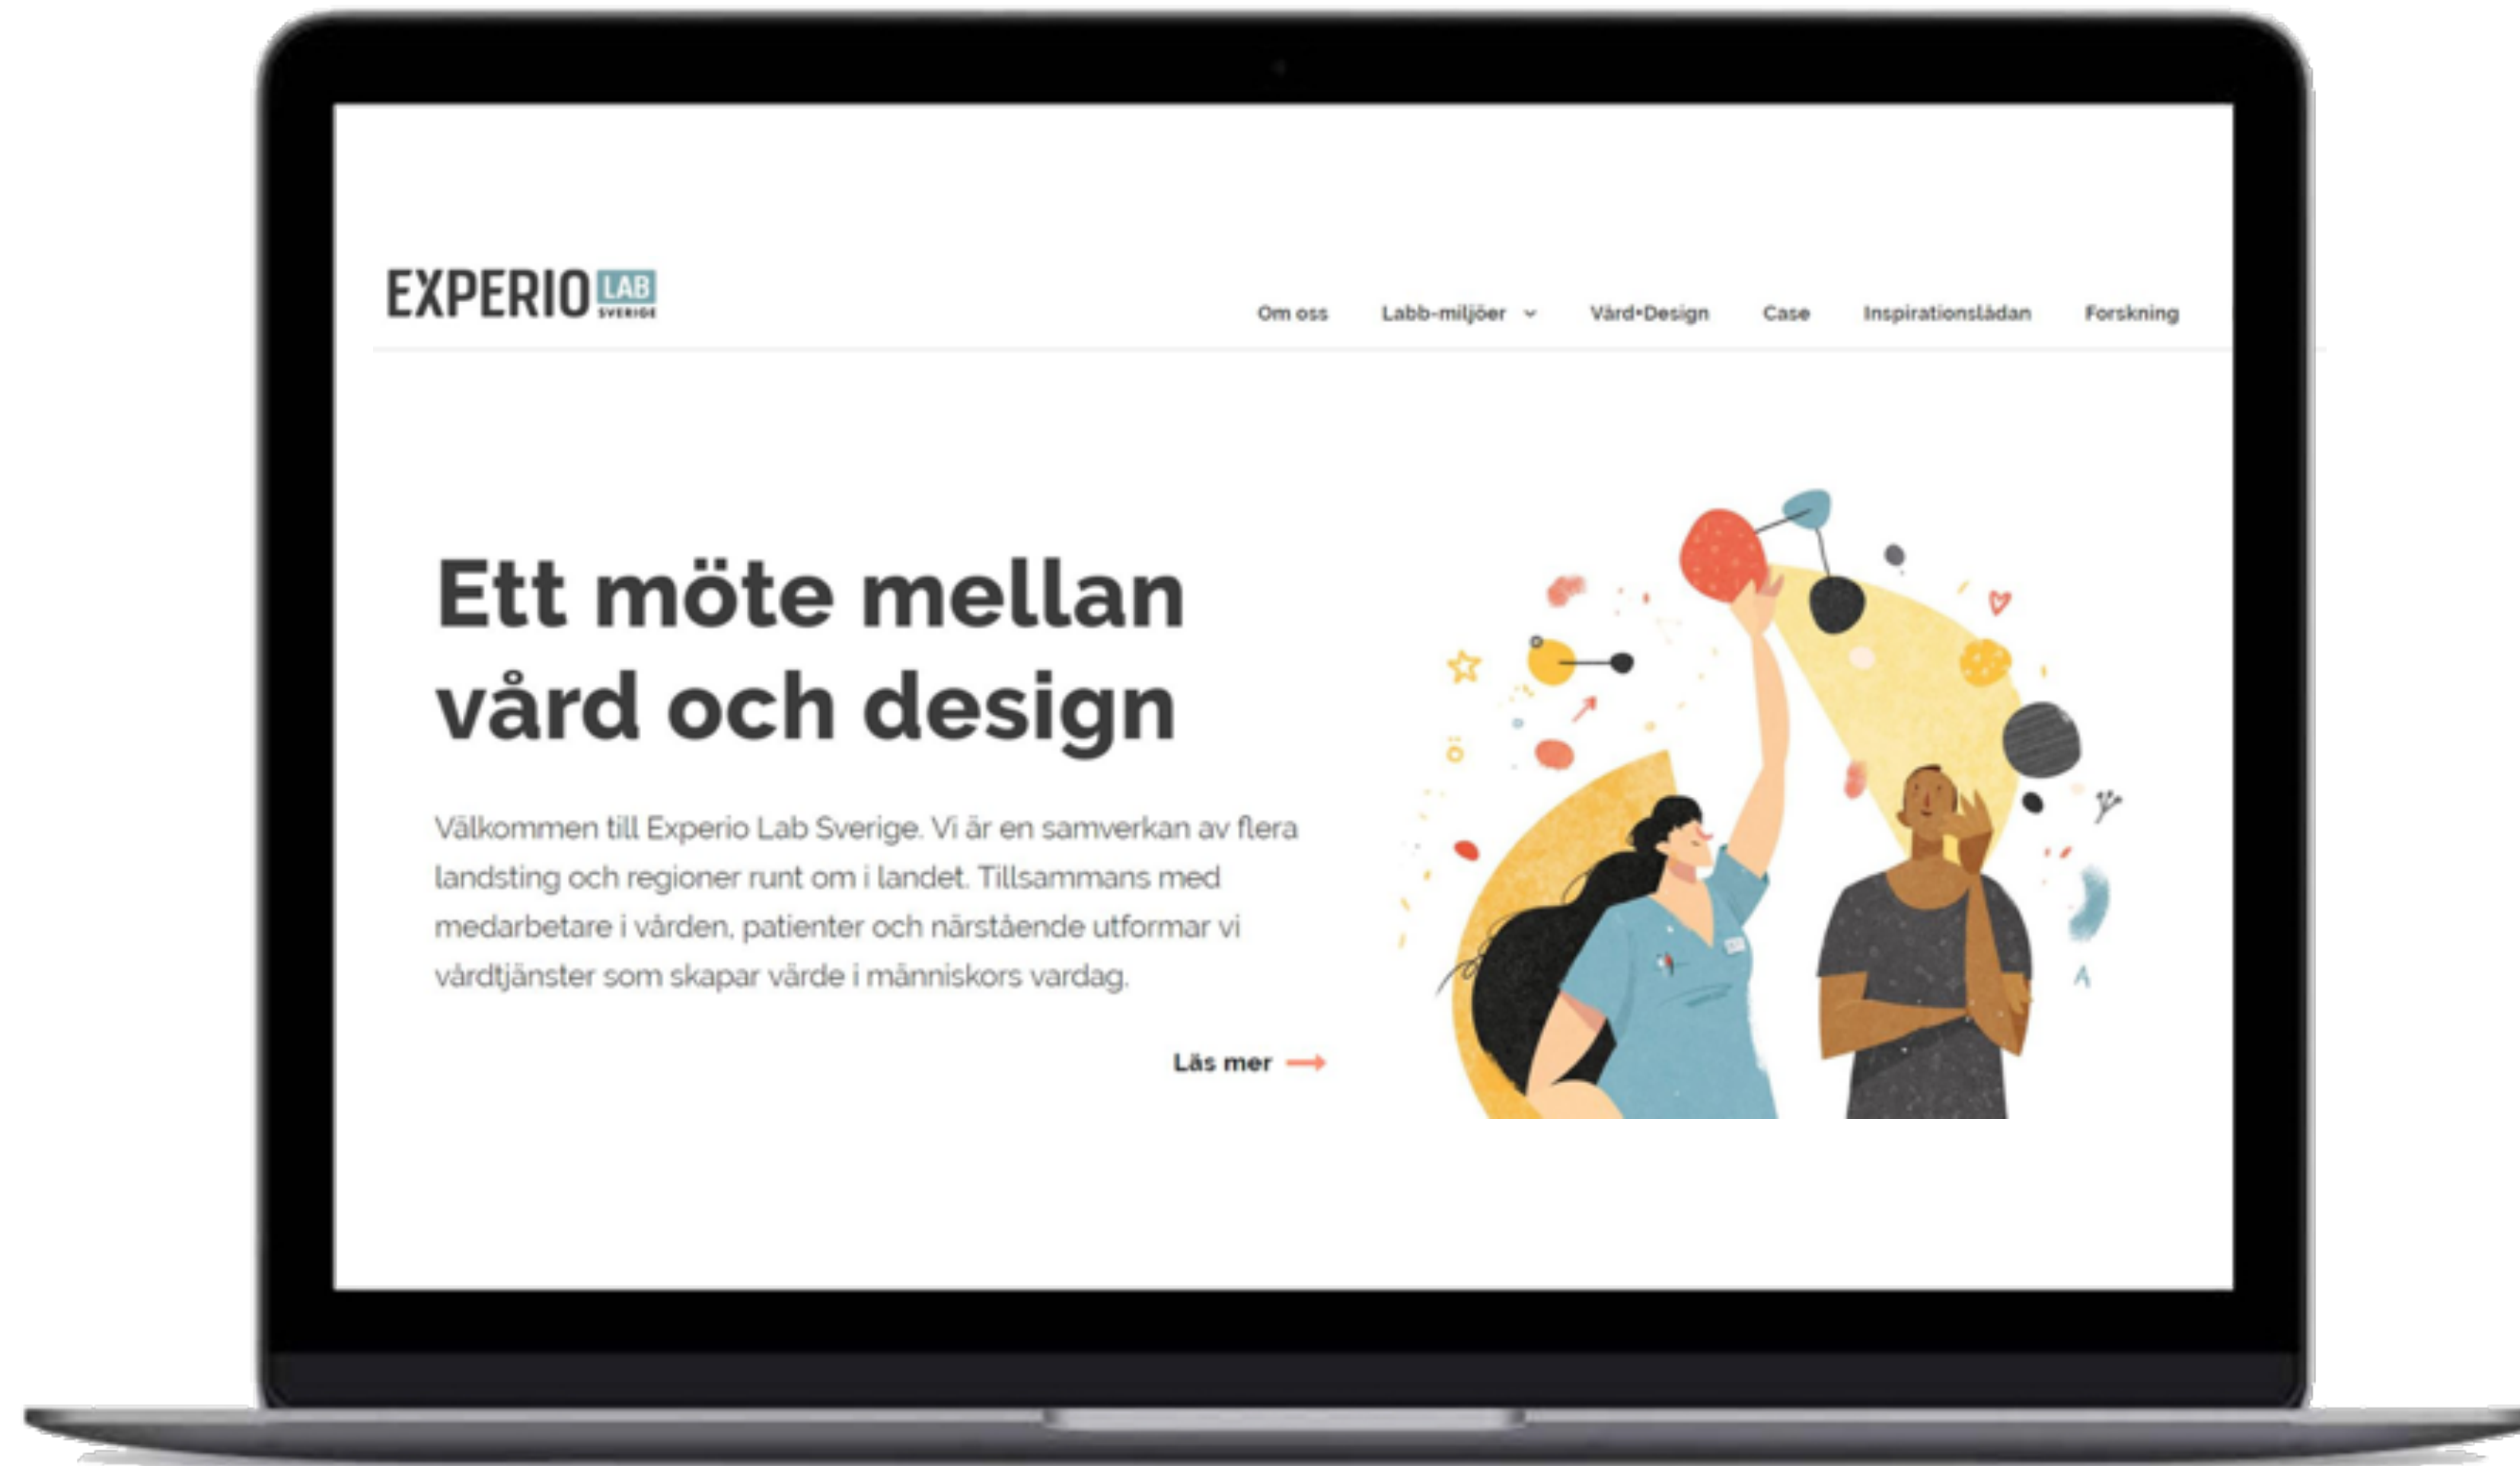 EXPERIO LAB
SVERIGE
Om oss Labb-miljöer Vård+Design Case Inspirationslådan Forskning
Ett möte mellan
vård och design
Välkommen till Experio Lab Sverige. Vi är en samverkan av flera
landsting och regioner runt om i landet. Tillsammans med
medarbetare i vården, patienter och närstående utformar vi
vårdtjänster som skapar värde i människors vardag.
Läs mer
Ö
A